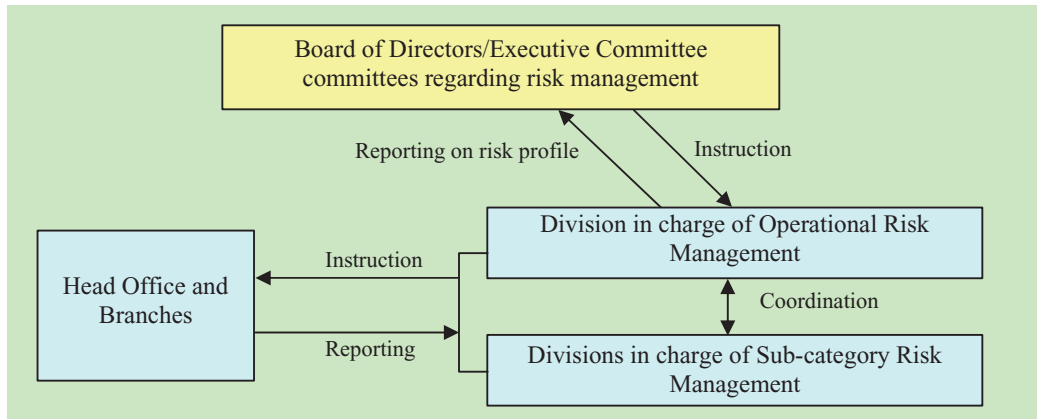 Board of Directors/Executive Committee
committees regarding risk management
Reporting on risk profile
Instruction
Division in charge of Operational Risk
Management
Instruction
Head Office and
Branches
Coordination
Reporting
Divisions in charge of Sub-category Risk
Management